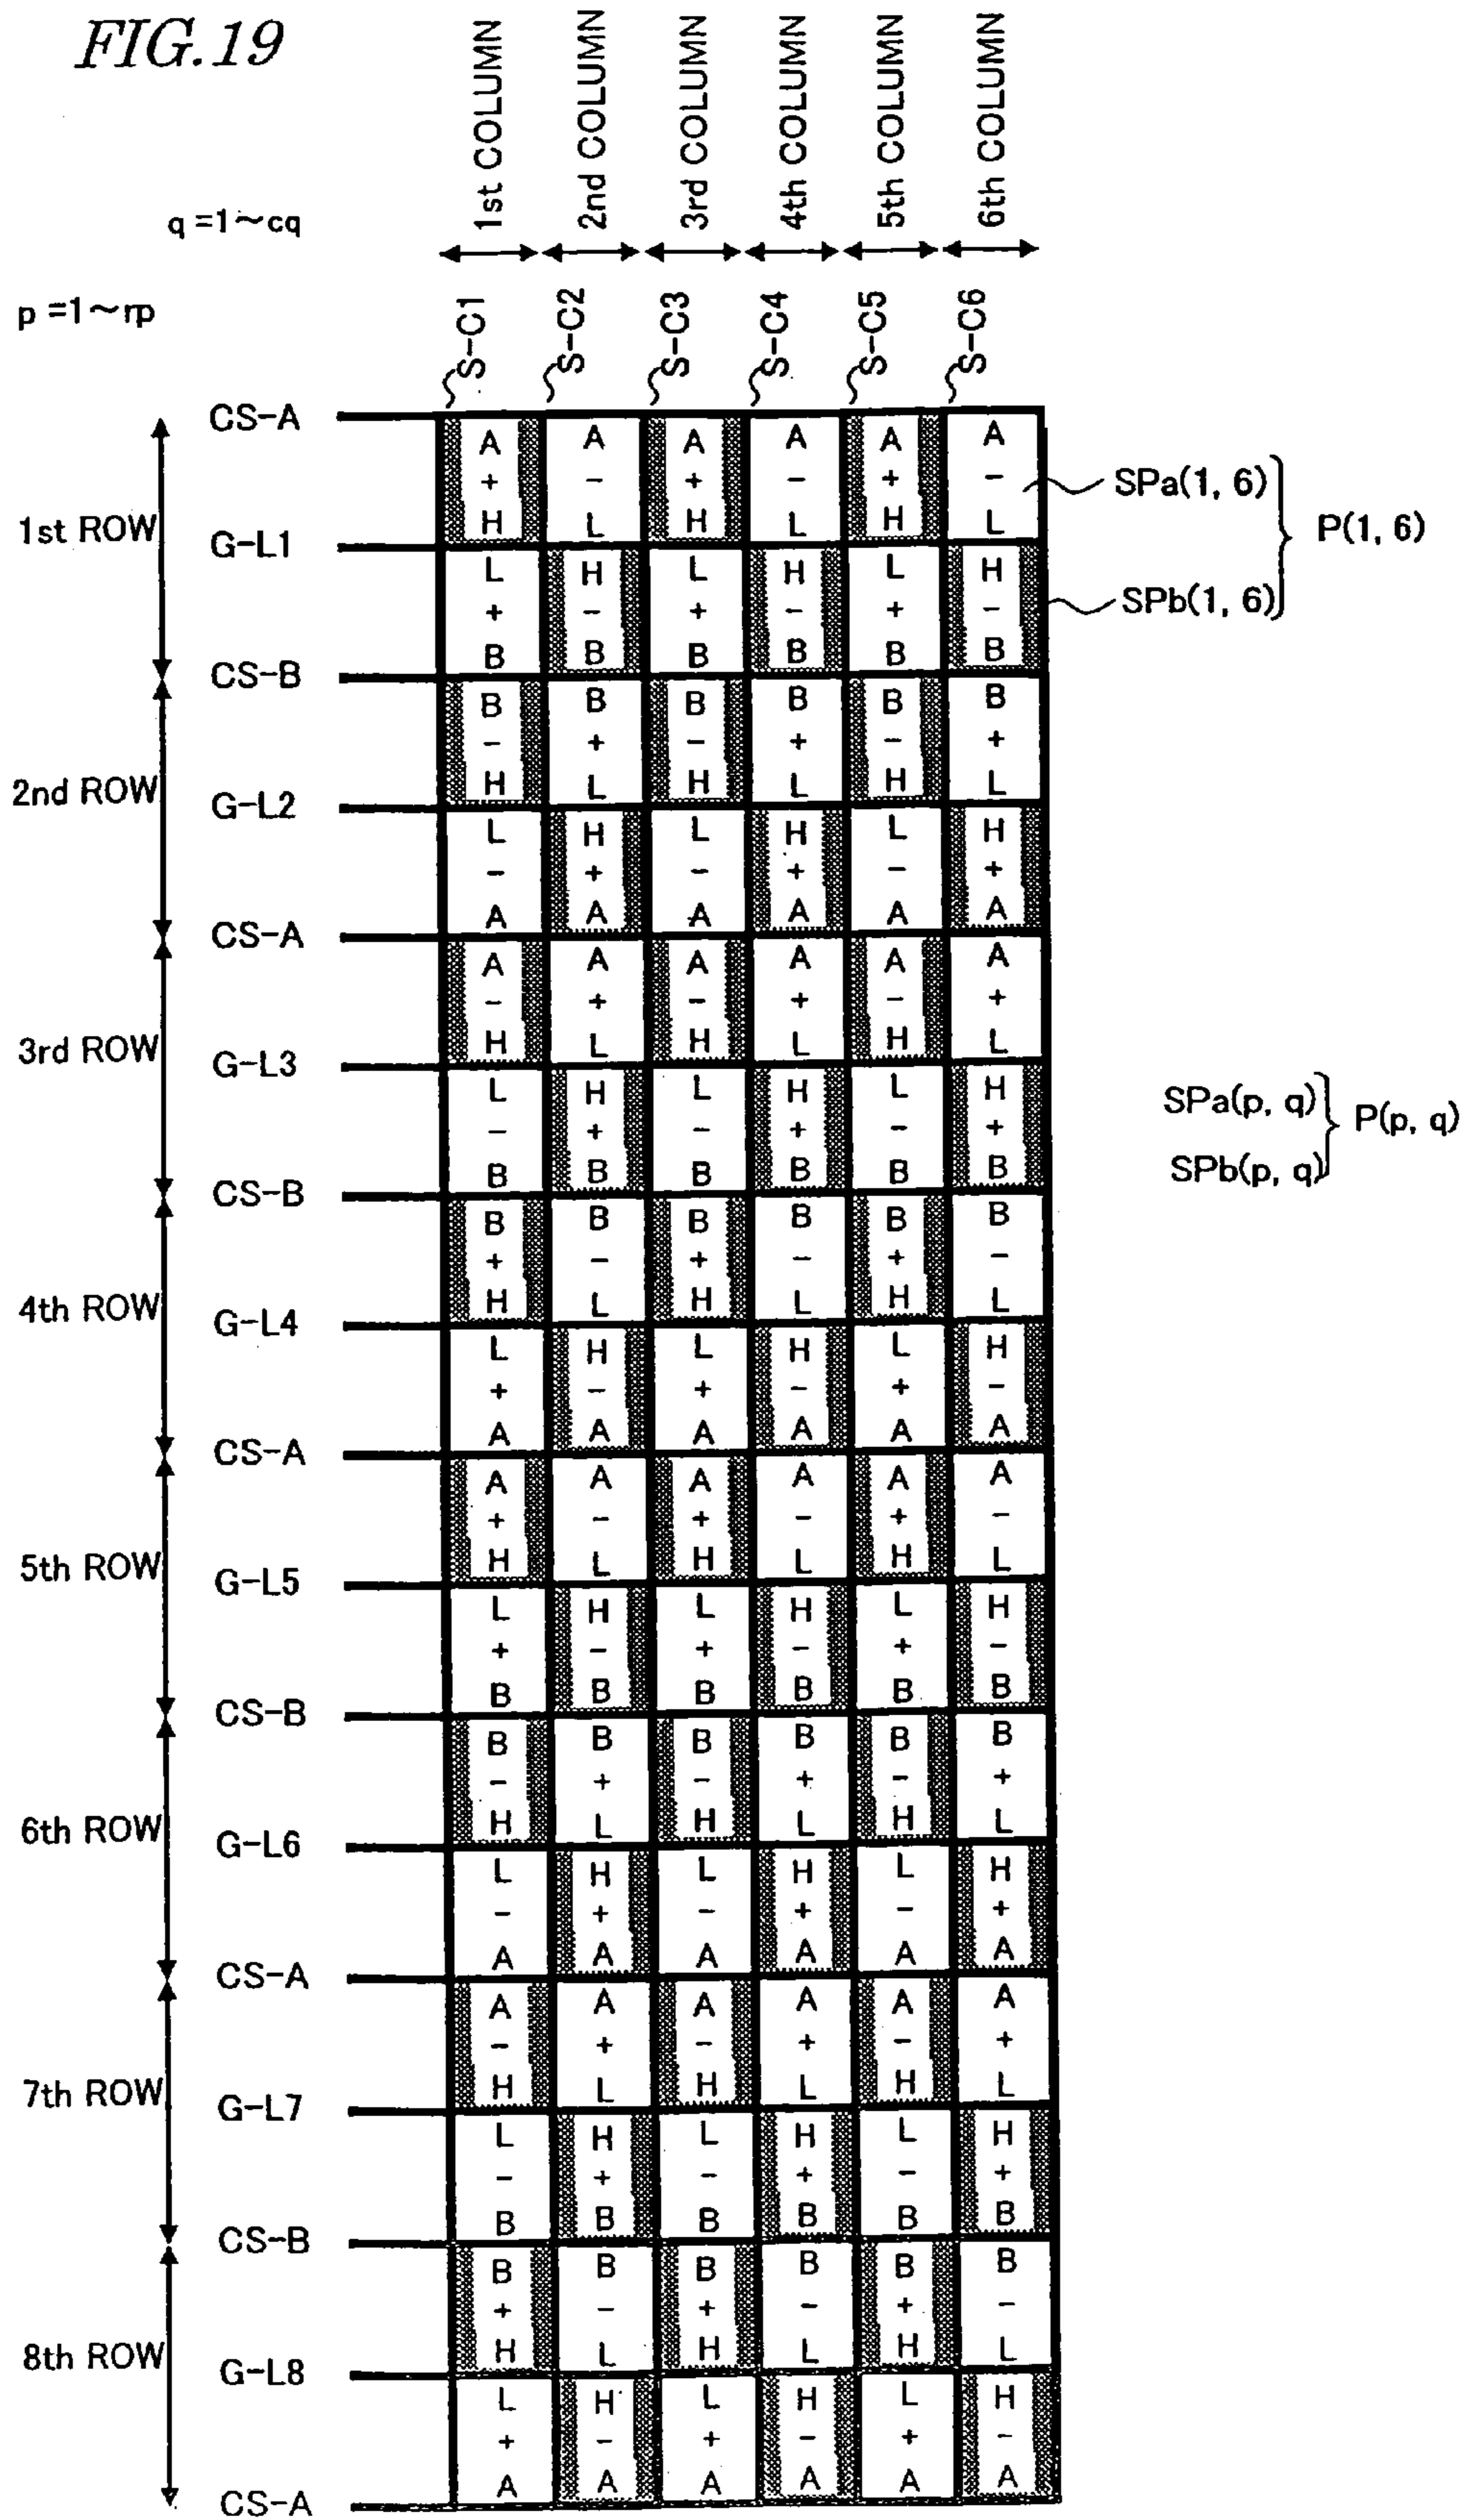 FIG.19
1st COLUMN
2nd COLUMN
3rd COLUMN
4th COLUMN
5th COLUMN
6th COLUMN
q =1~cq
p =1~rp
S-C1 S-C2 S-C3 S-C4 S-C5 S-C6
CS-A
A A A A A A
+ - + - + -
H L H L H L
SPa(1, 6)
1st ROW
P(1, 6)
G-L1
L H L H L H
+ - + - + -
B B B B B B
SPb(1, 6)
CS-B
B B B B B B
- + - + - +
H L H L H L
2nd ROW
G-L2
L H L H L H
- + - + - +
A A A A A A
CS-A
A A A A A A
- + - + - +
H L H L H L
3rd ROW
G-L3
L H L H L H
- + - + - +
B B B B B B
SPa(p, q)
P(p, q)
SPb(p, q)
CS-B
B B B B B B
+ - + - + -
H L H L H L
4th ROW
G-L4
L H L H L H
+ - + - + -
A A A A A A
CS-A
A A A A A A
+ - + - + -
H L H L H L
5th ROW
G-L5
L H L H L H
+ - + - + -
B B B B B B
CS-B
B B B B B B
- + - + - +
H L H L H L
6th ROW
G-L6
L H L H L H
- + - + - +
A A A A A A
CS-A
A A A A A A
- + - + - +
H L H L H L
7th ROW
G-L7
L H L H L H
- + - + - +
B B B B B B
CS-B
B B B B B B
+ - + - + -
H L H L H L
8th ROW
G-L8
L H L H L H
+ - + - + -
A A A A A A
CS-A